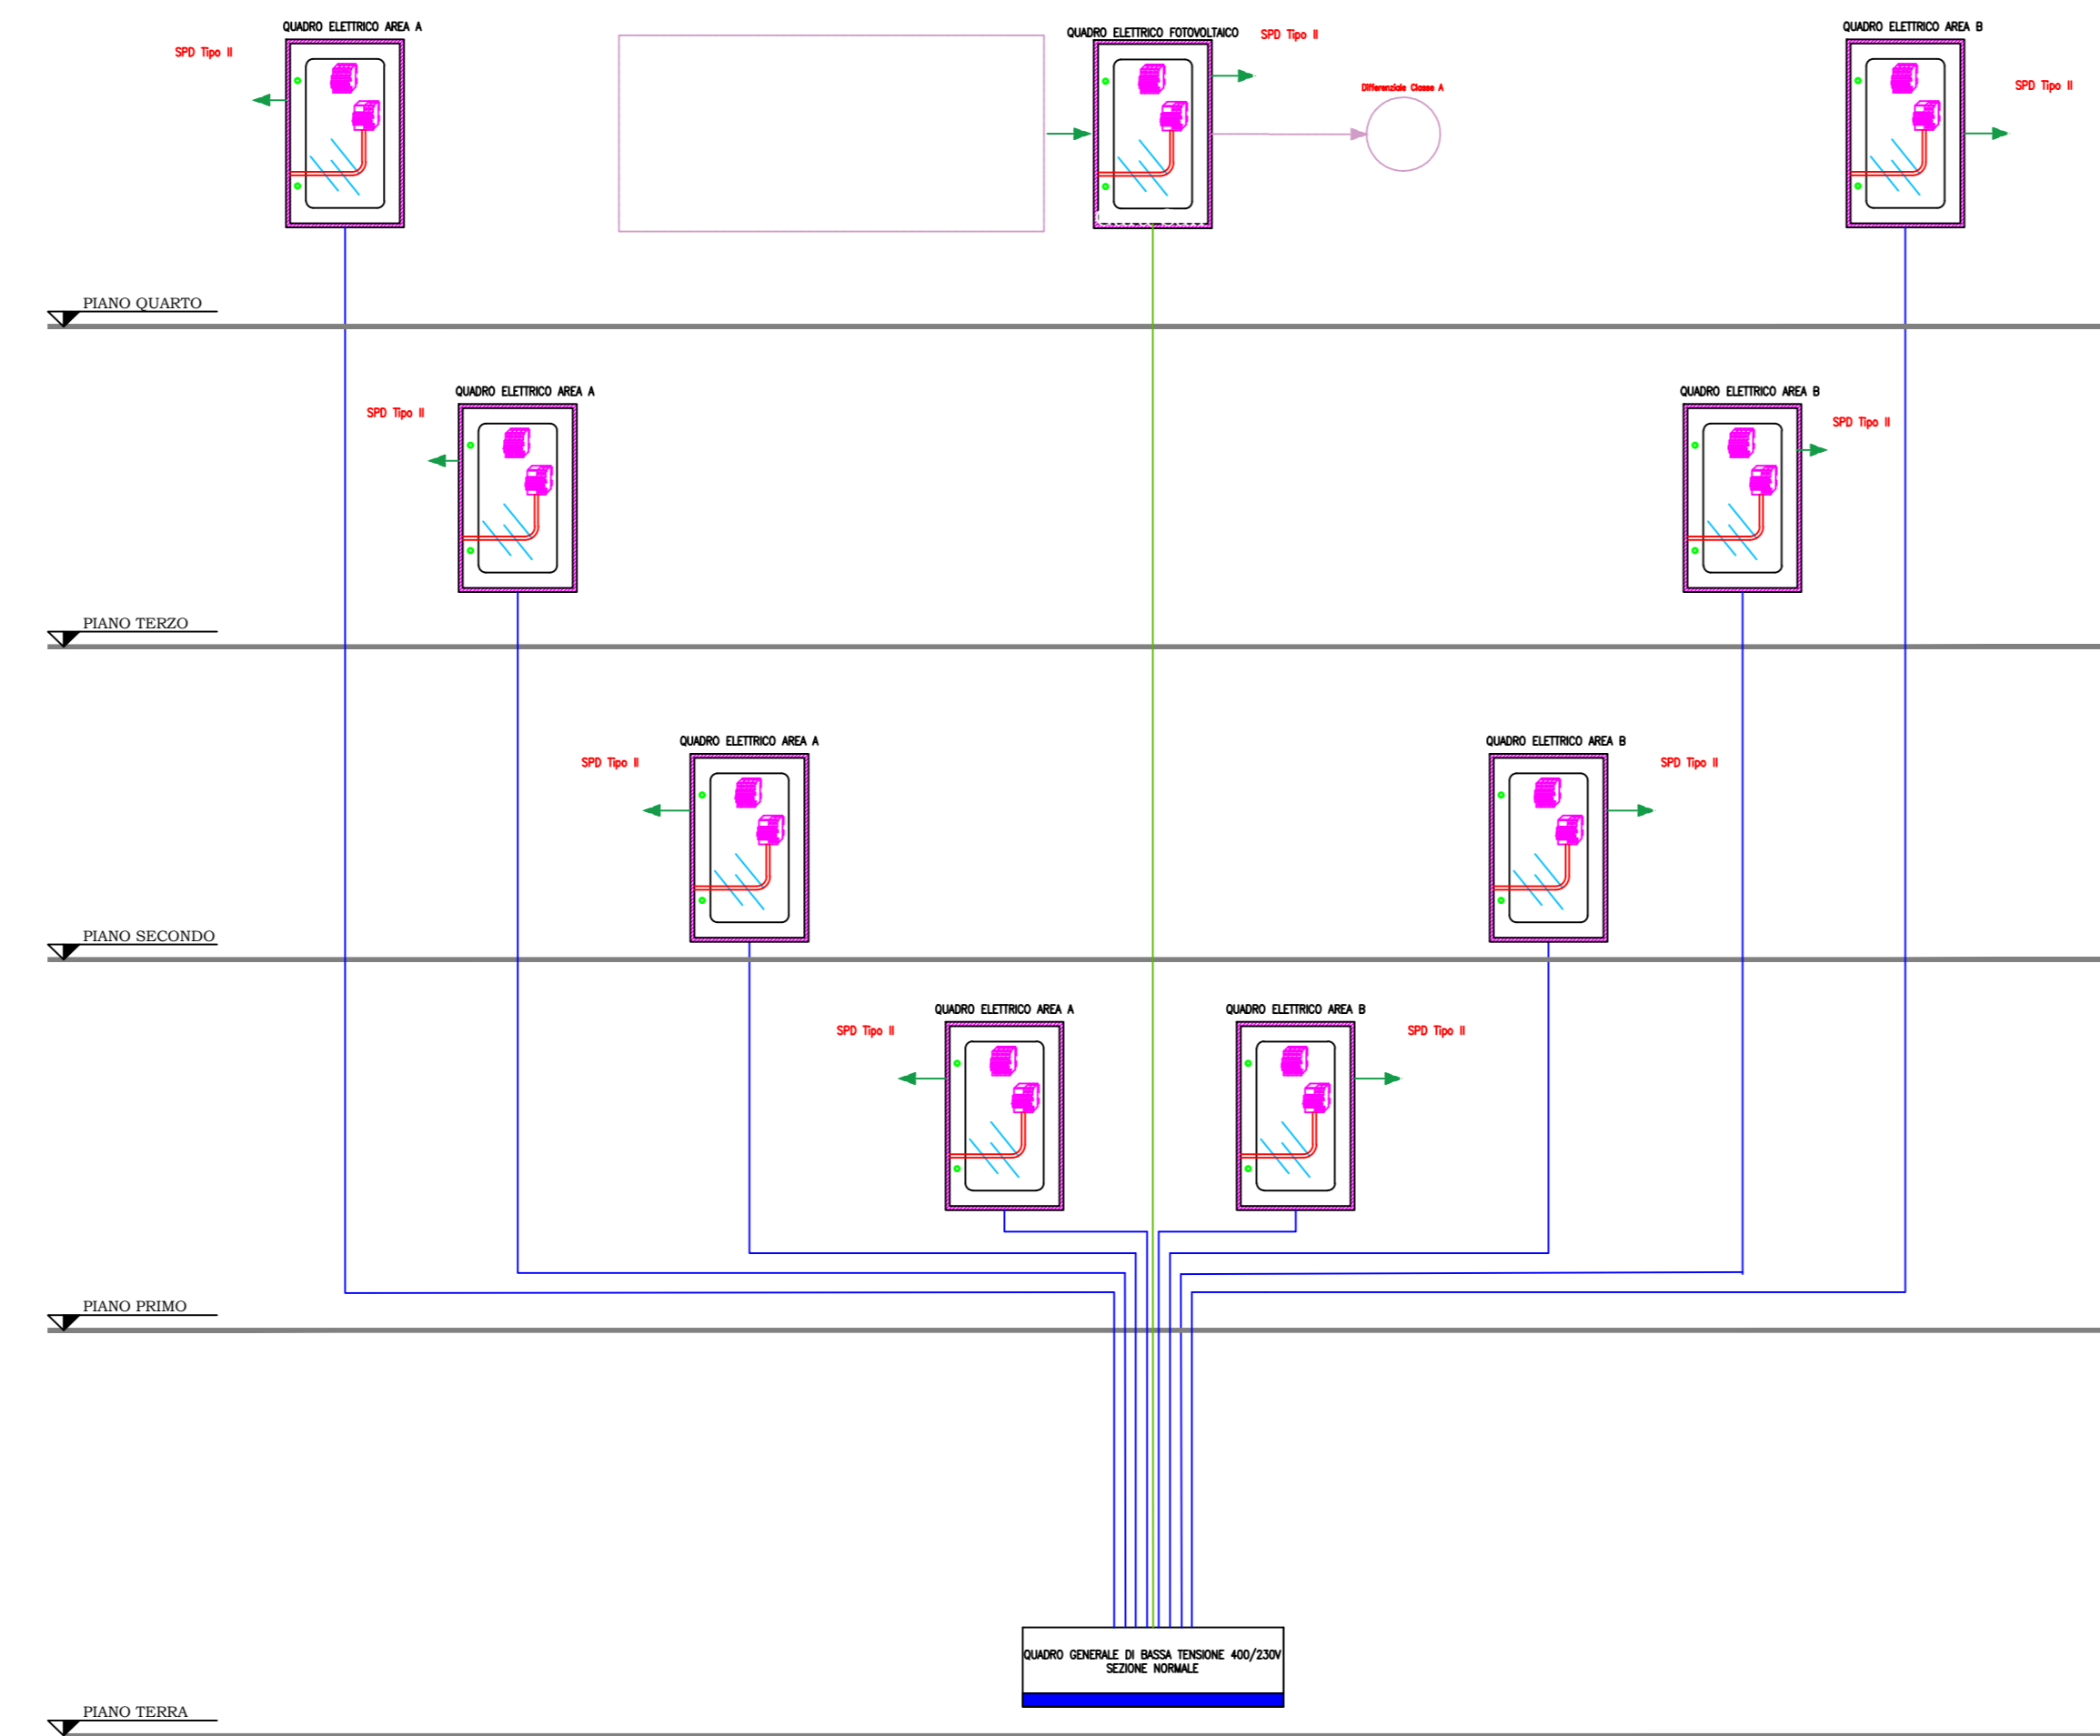 QUADRO ELETTRICO AREA A
SPD Tipo II
QUADRO ELETTRICO FOTOVOLTAICO
SPD Tipo II
Differenziale Classe A
QUADRO ELETTRICO AREA B
SPD Tipo II
PIANO QUARTO
QUADRO ELETTRICO AREA A
SPD Tipo II
QUADRO ELETTRICO AREA B
SPD Tipo II
PIANO TERZO
QUADRO ELETTRICO AREA A
SPD Tipo II
QUADRO ELETTRICO AREA B
SPD Tipo II
PIANO SECONDO
QUADRO ELETTRICO AREA A
SPD Tipo II
QUADRO ELETTRICO AREA B
SPD Tipo II
PIANO PRIMO
QUADRO GENERALE DI BASSA TENSIONE 400/230V
SEZIONE NORMALE
PIANO TERRA